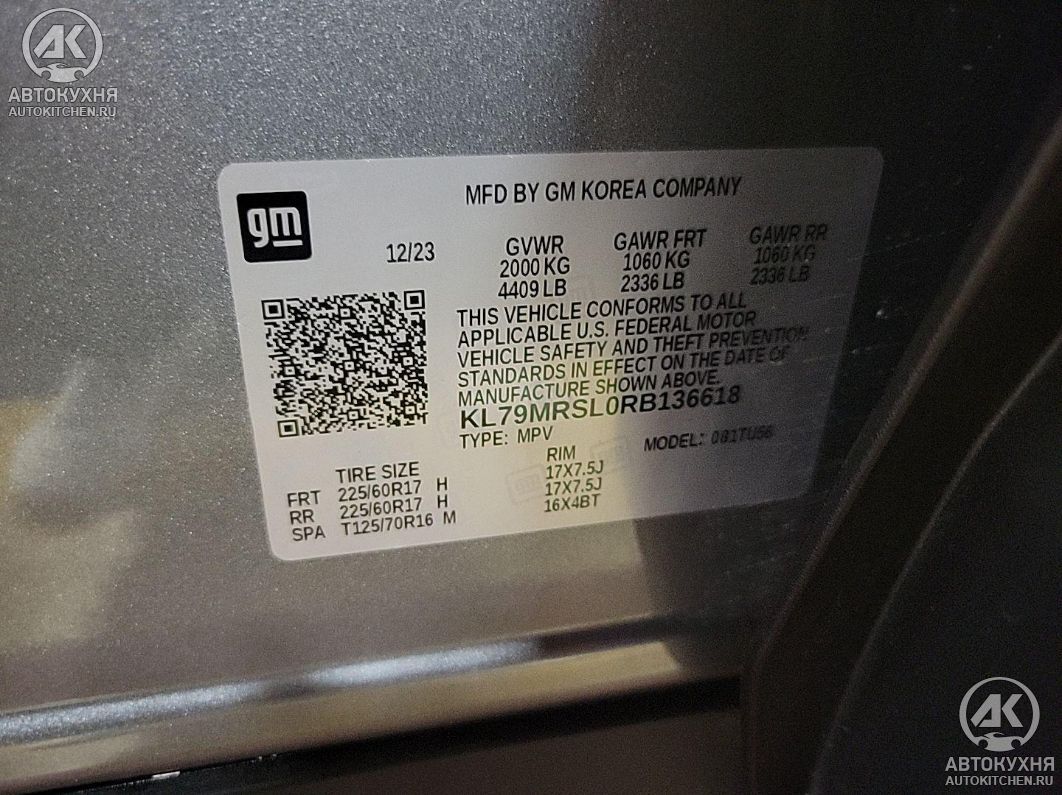 AK
АВТОКУХНЯ
AUTOKITCHEN.RU
gm
MFD BY GM KOREA COMPANY
12/23
GVWR GAWR FRT GAWR RR
2000 KG 1060 KG 1060 KG
4409 LB 2336 LB 2336 LB
THIS VEHICLE CONFORMS TO ALL
APPLICABLE U.S. FEDERAL MOTOR
VEHICLE SAFETY AND THEFT PREVENTION
STANDARDS IN EFFECT ON THE DATE OF
MANUFACTURE SHOWN ABOVE.
KL79MRSL0RB136618
TYPE: MPV MODEL:
TIRE SIZE RIM
FRT 225/60R17 H 17X7.5J
RR 225/60R17 H 17X7.5J
SPA T125/70R16 M 16X4BT
AK
АВТОКУХНЯ
AUTOKITCHEN.RU